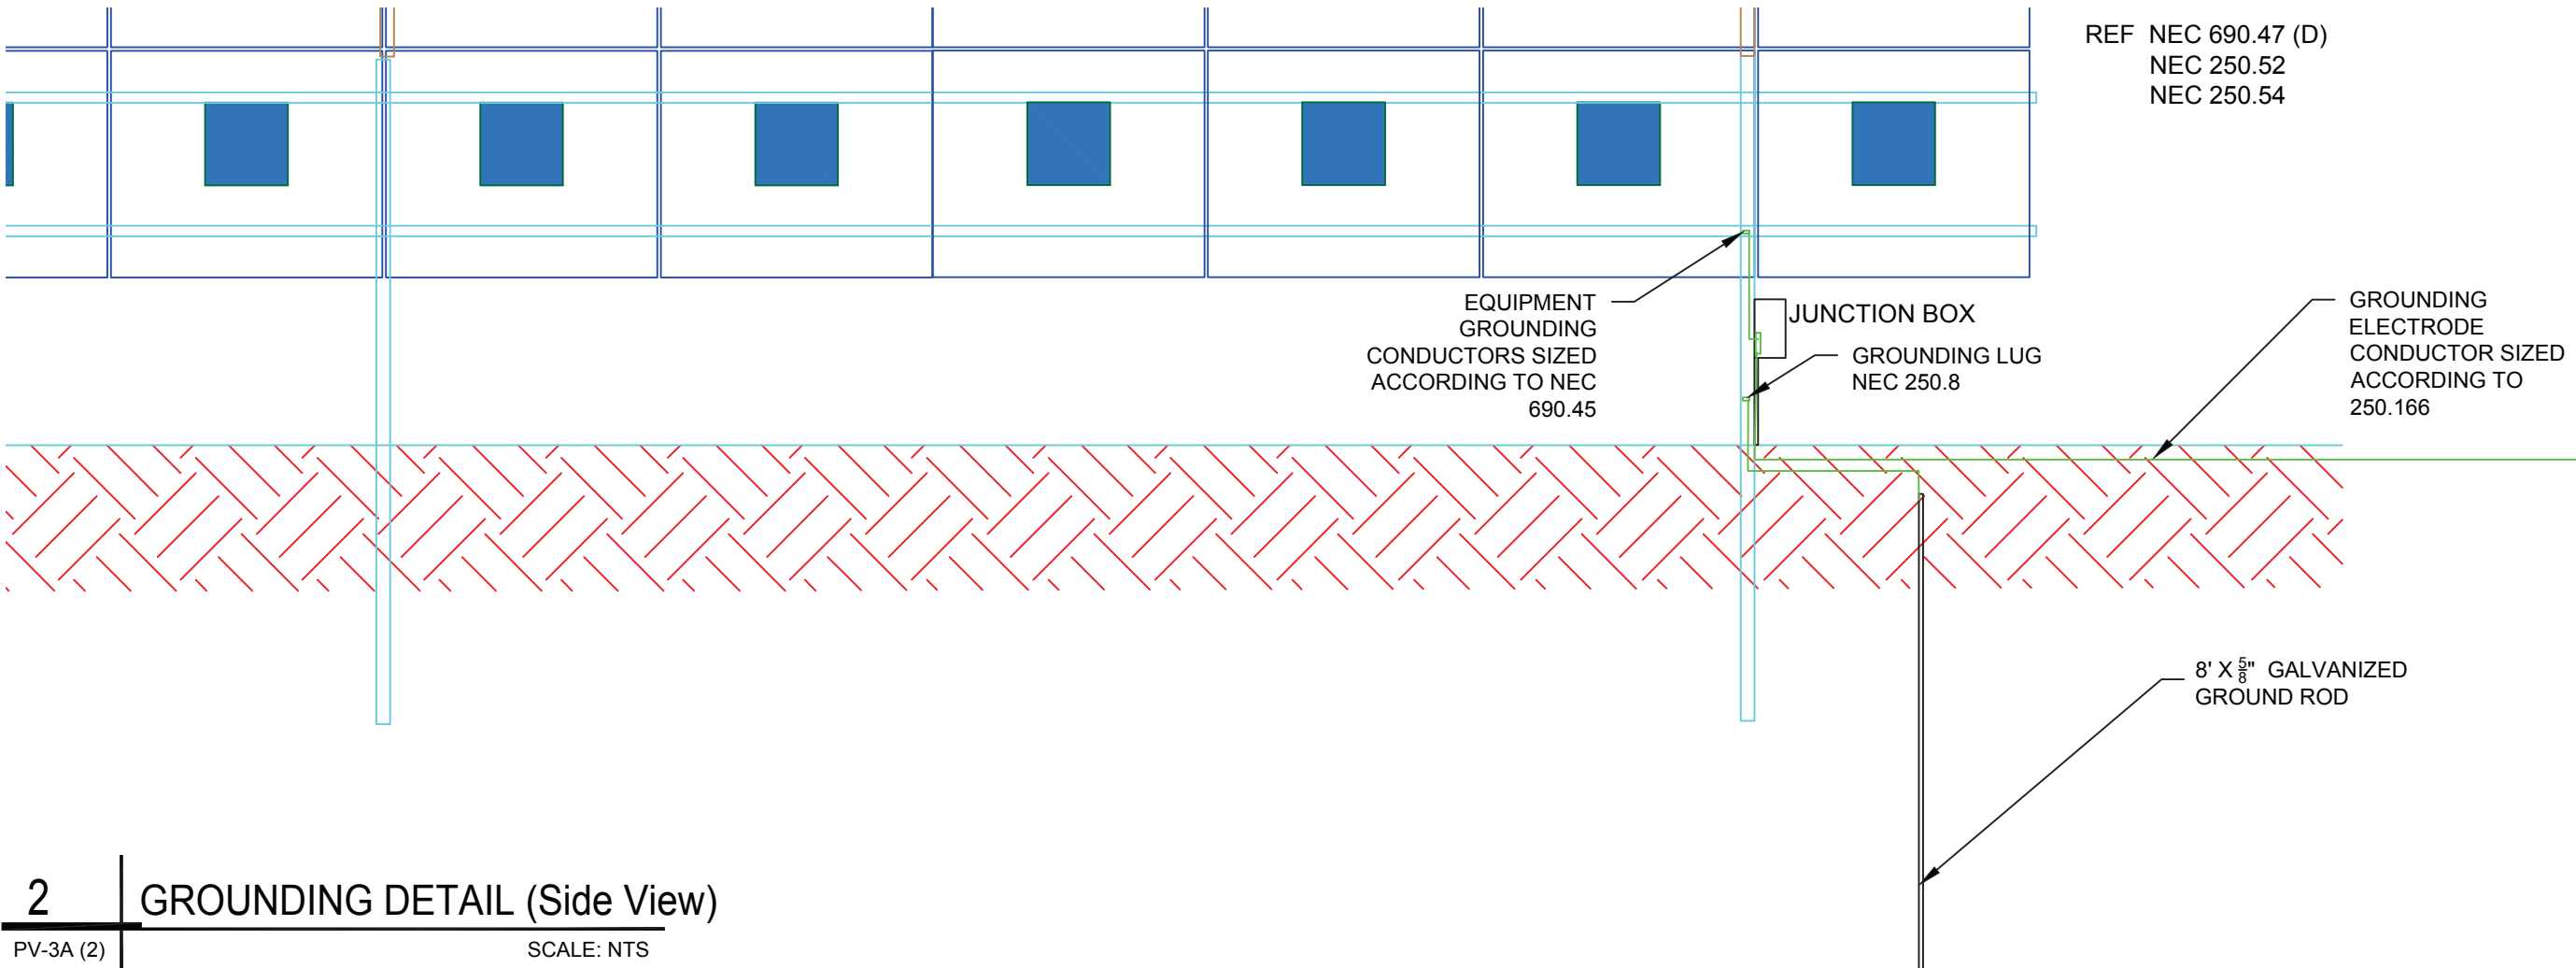 REF NEC 690.47 (D)
NEC 250.52
NEC 250.54
EQUIPMENT
GROUNDING
CONDUCTORS SIZED
ACCORDING TO NEC
690.45
JUNCTION BOX
GROUNDING LUG
NEC 250.8
GROUNDING
ELECTRODE
CONDUCTOR SIZED
ACCORDING TO
250.166
8' X 5/8" GALVANIZED
GROUND ROD
2
GROUNDING DETAIL (Side View)
PV-3A (2)
SCALE: NTS